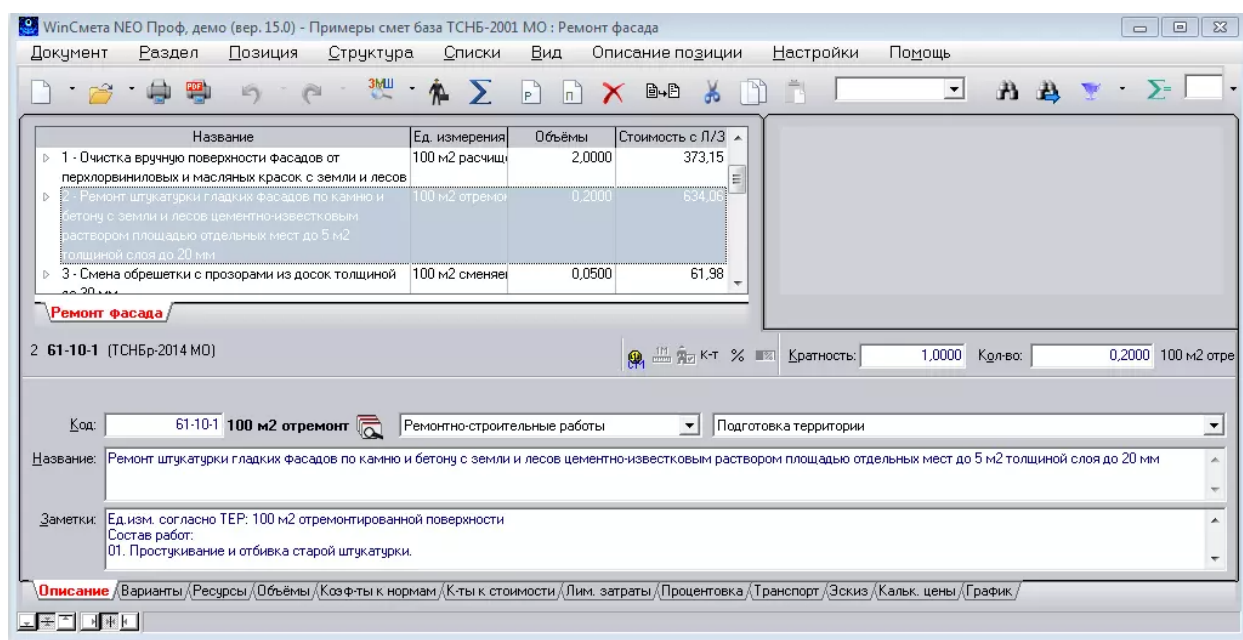 WinСмета NEO Проф, демо (вер. 15.0) - Примеры смет база ТСНБ-2001 МО : Ремонт фасада
Документ Раздел Позиция Структура Списки Вид Описание позиции Настройки Помощь
PDF ЗМШ Σ Р п Σ=
Название Ед. измерения Объёмы Стоимость с Л/З
1 - Очистка вручную поверхности фасадов от 100 м2 расчищ 2,0000 373,15
перхлорвиниловых и масляных красок с земли и лесов
2 - Ремонт штукатурки гладких фасадов по камню и 100 м2 отремо 0,2000 634,06
бетону с земли и лесов цементно-известковым
раствором площадью отдельных мест до 5 м2
толщиной слоя до 20 мм
3 - Смена обрешетки с прозорами из досок толщиной 100 м2 сменяе 0,0500 61,98
до 30 мм
Ремонт фасада
2 61-10-1 (ТСНБр-2014 МО) К-т % Кратность: 1,0000 Кол-во: 0,2000 100 м2 отре
Код: 61-10-1 100 м2 отремонт Ремонтно-строительные работы Подготовка территории
Название: Ремонт штукатурки гладких фасадов по камню и бетону с земли и лесов цементно-известковым раствором площадью отдельных мест до 5 м2 толщиной слоя до 20 мм
Заметки: Ед.изм. согласно ТЕР: 100 м2 отремонтированной поверхности
Состав работ:
01. Простукивание и отбивка старой штукатурки.
Описание Варианты Ресурсы Объёмы Коэф-ты к нормам К-ты к стоимости Лим. затраты Процентовка Транспорт Эскиз Кальк. цены График